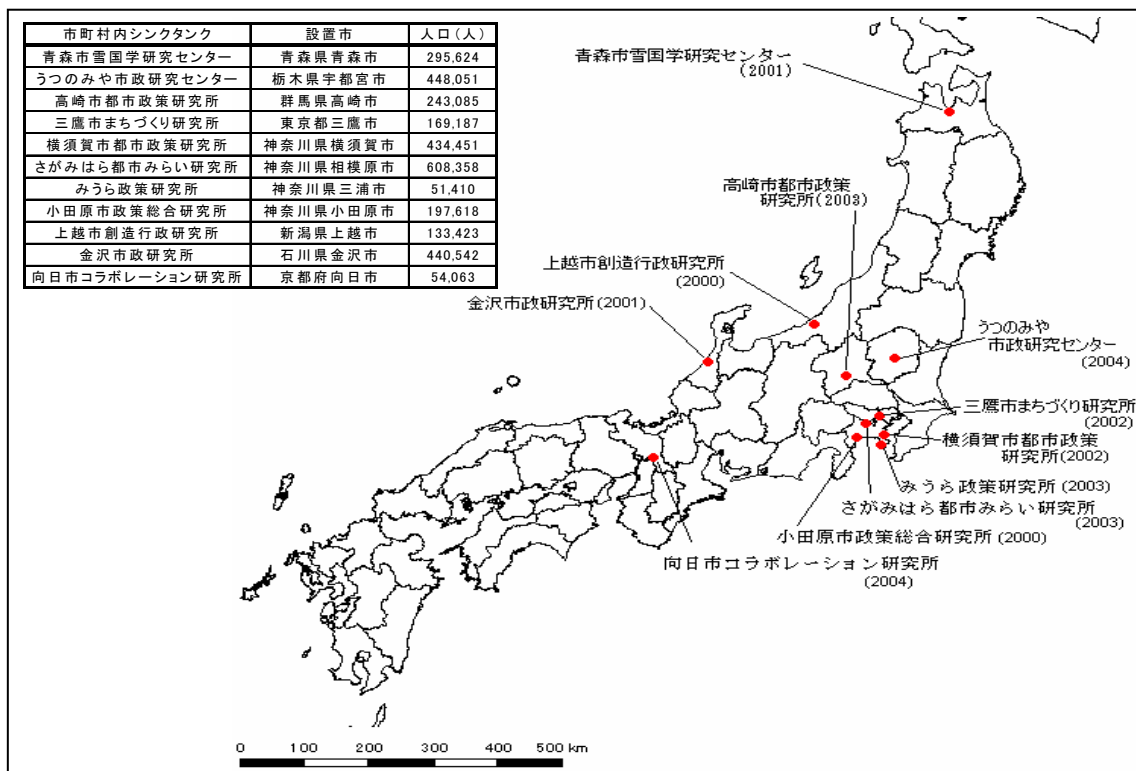 市町村内シンクタンク 設置市 人口(人)
青森市雪国学研究センター 青森県青森市 295,624
うつのみや市政研究センター 栃木県宇都宮市 448,051
高崎市都市政策研究所 群馬県高崎市 243,085
三鷹市まちづくり研究所 東京都三鷹市 169,187
横須賀市都市政策研究所 神奈川県横須賀市 434,451
さがみはら都市みらい研究所 神奈川県相模原市 608,358
みうら政策研究所 神奈川県三浦市 51,410
小田原市政策総合研究所 神奈川県小田原市 197,618
上越市創造行政研究所 新潟県上越市 133,423
金沢市政研究所 石川県金沢市 440,542
向日市コラボレーション研究所 京都府向日市 54,063
青森市雪国学研究センター
(2001)
高崎市都市政策
研究所(2003)
上越市創造行政研究所
(2000)
金沢市政研究所(2001)
うつのみや
市政研究センター
(2004)
三鷹市まちづくり研究所
(2002)
横須賀市都市政策
研究所(2002)
みうら政策研究所(2003)
さがみはら都市みらい研究所
(2003)
小田原市政策総合研究所(2000)
向日市コラボレーション研究所
(2004)
0 100 200 300 400 500 km